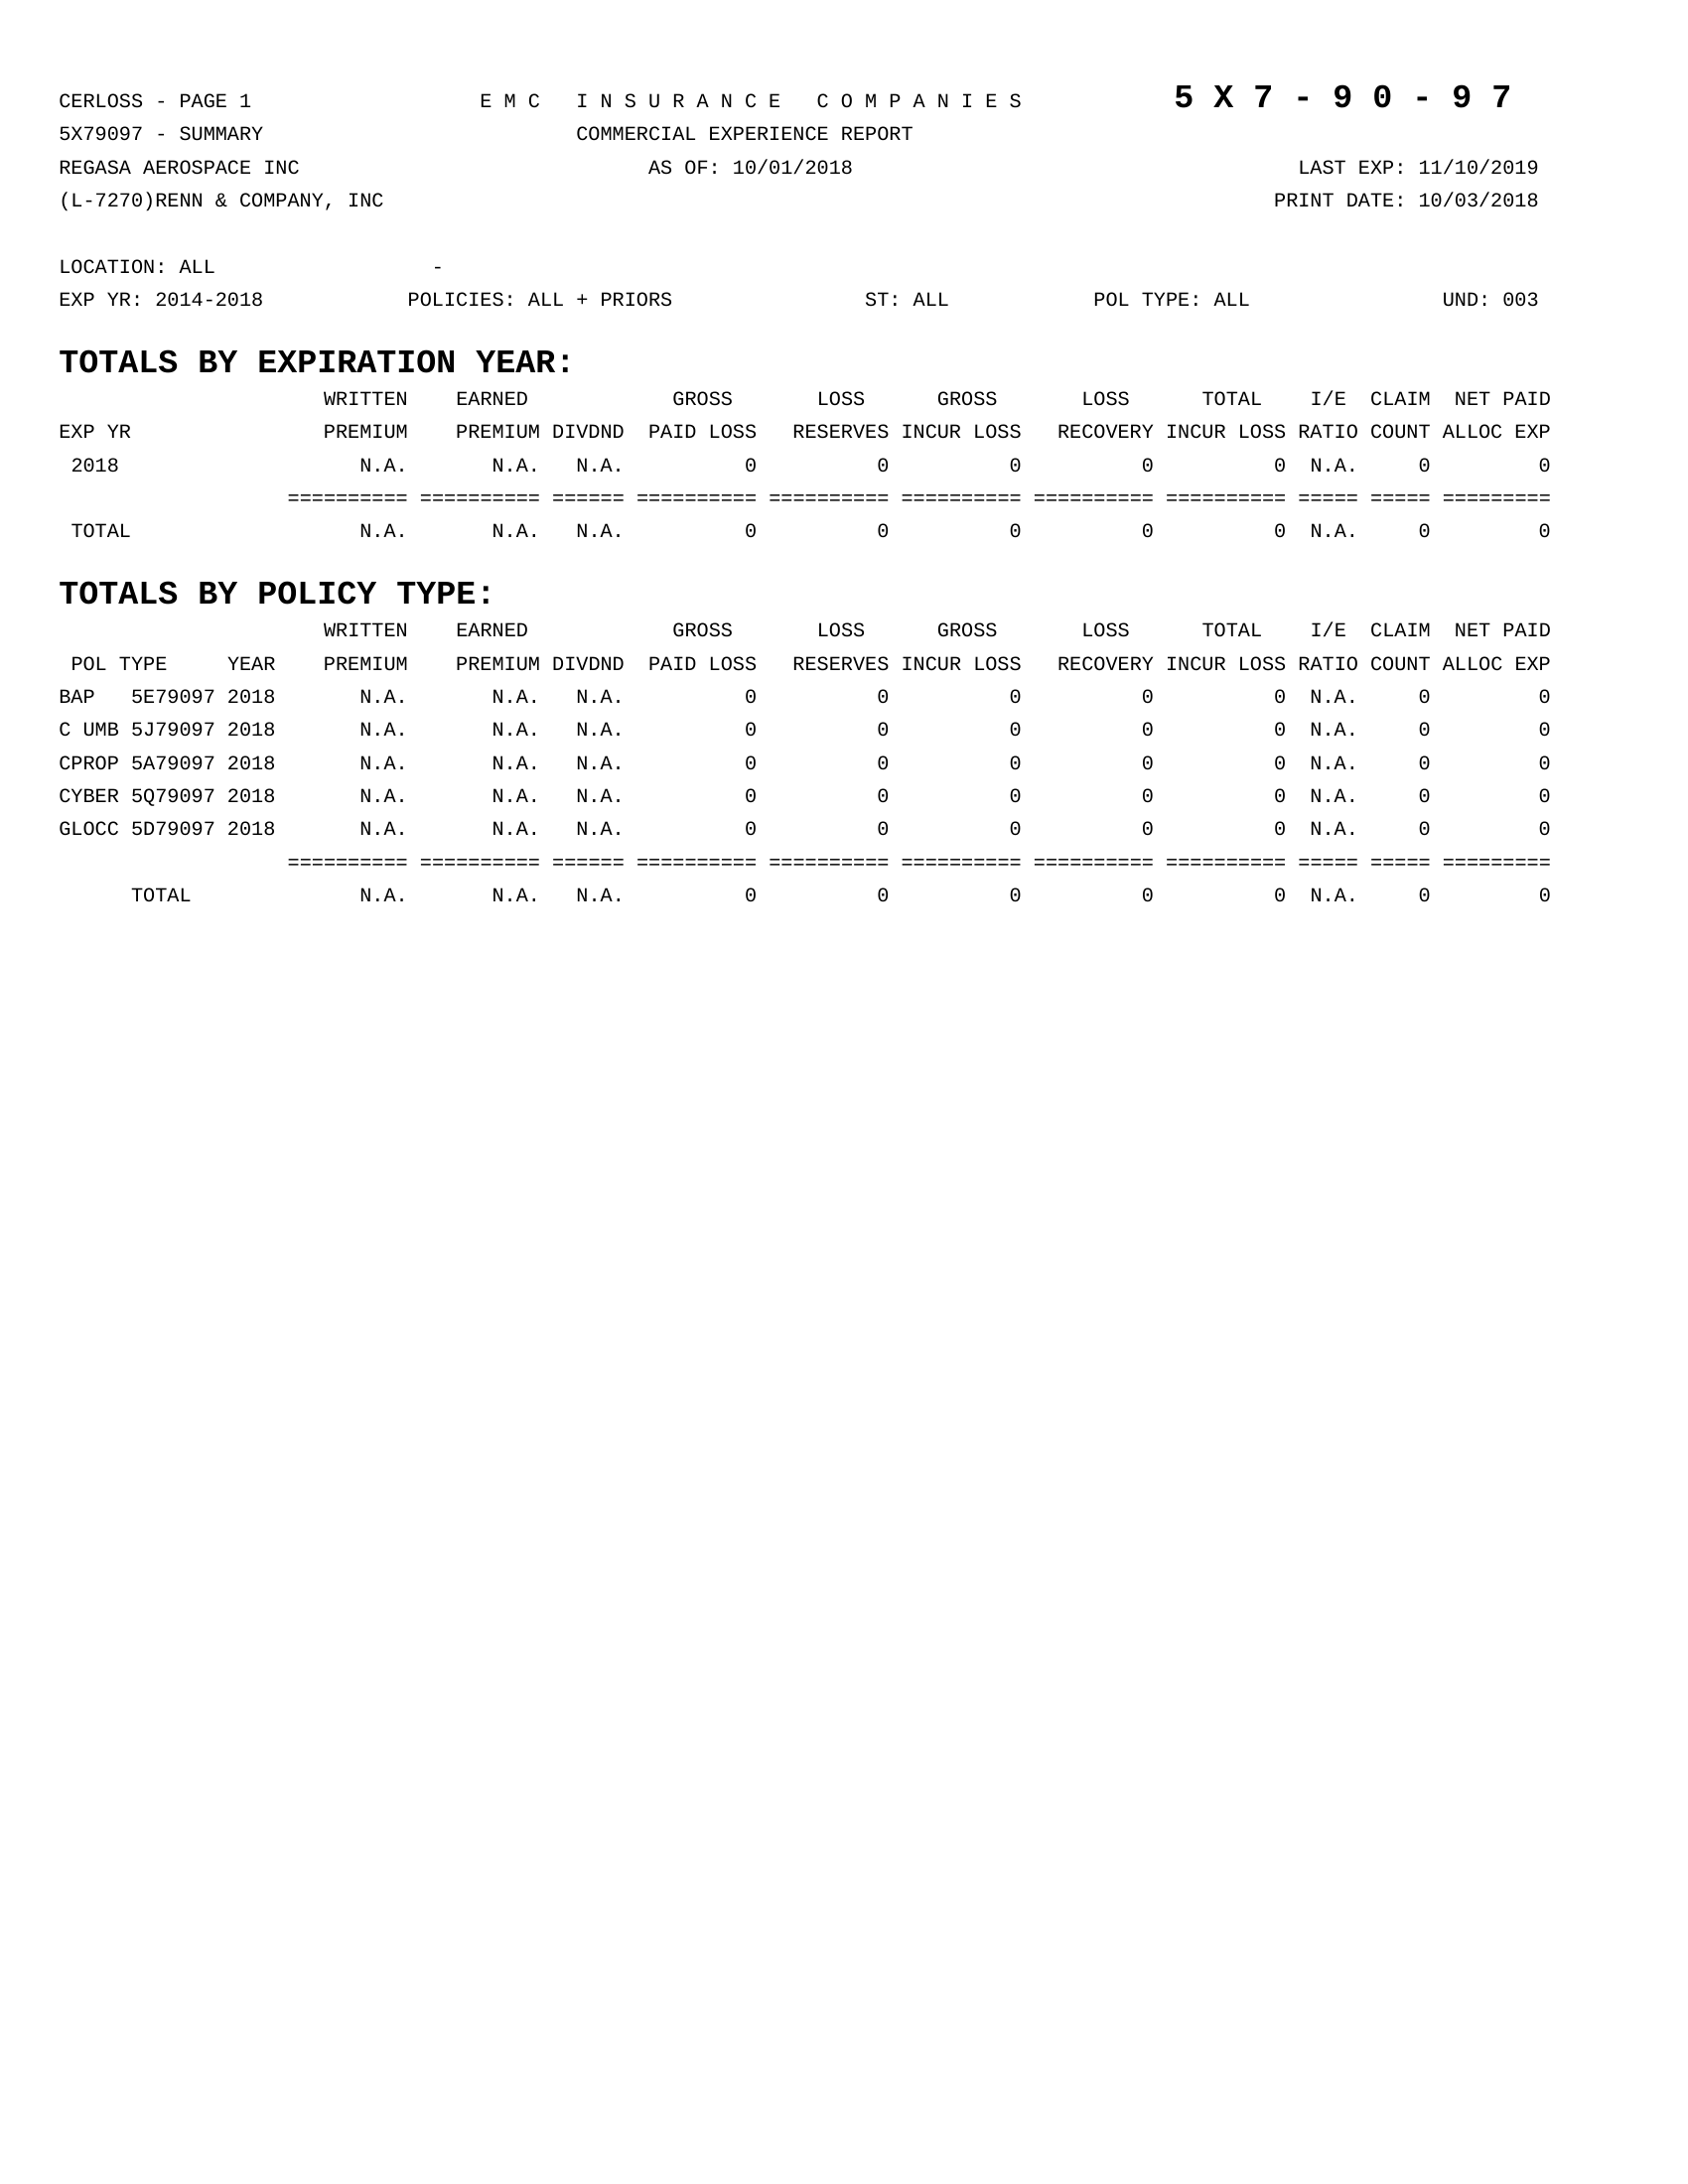 CERLOSS - PAGE 1                   E M C   I N S U R A N C E   C O M P A N I E S             5 X 7 - 9 0 - 9 7
5X79097 - SUMMARY                          COMMERCIAL EXPERIENCE REPORT
REGASA AEROSPACE INC                             AS OF: 10/01/2018                                     LAST EXP: 11/10/2019
(L-7270)RENN & COMPANY, INC                                                                          PRINT DATE: 10/03/2018
LOCATION: ALL                  -
EXP YR: 2014-2018            POLICIES: ALL + PRIORS                ST: ALL            POL TYPE: ALL                UND: 003
TOTALS BY EXPIRATION YEAR:
                      WRITTEN    EARNED            GROSS       LOSS      GROSS       LOSS      TOTAL    I/E  CLAIM  NET PAID
EXP YR                PREMIUM    PREMIUM DIVDND  PAID LOSS   RESERVES INCUR LOSS   RECOVERY INCUR LOSS RATIO COUNT ALLOC EXP
 2018                    N.A.       N.A.   N.A.          0          0          0          0          0  N.A.     0         0
                   ========== ========== ====== ========== ========== ========== ========== ========== ===== ===== =========
 TOTAL                   N.A.       N.A.   N.A.          0          0          0          0          0  N.A.     0         0
TOTALS BY POLICY TYPE:
                      WRITTEN    EARNED            GROSS       LOSS      GROSS       LOSS      TOTAL    I/E  CLAIM  NET PAID
 POL TYPE     YEAR    PREMIUM    PREMIUM DIVDND  PAID LOSS   RESERVES INCUR LOSS   RECOVERY INCUR LOSS RATIO COUNT ALLOC EXP
BAP   5E79097 2018       N.A.       N.A.   N.A.          0          0          0          0          0  N.A.     0         0
C UMB 5J79097 2018       N.A.       N.A.   N.A.          0          0          0          0          0  N.A.     0         0
CPROP 5A79097 2018       N.A.       N.A.   N.A.          0          0          0          0          0  N.A.     0         0
CYBER 5Q79097 2018       N.A.       N.A.   N.A.          0          0          0          0          0  N.A.     0         0
GLOCC 5D79097 2018       N.A.       N.A.   N.A.          0          0          0          0          0  N.A.     0         0
                   ========== ========== ====== ========== ========== ========== ========== ========== ===== ===== =========
      TOTAL              N.A.       N.A.   N.A.          0          0          0          0          0  N.A.     0         0